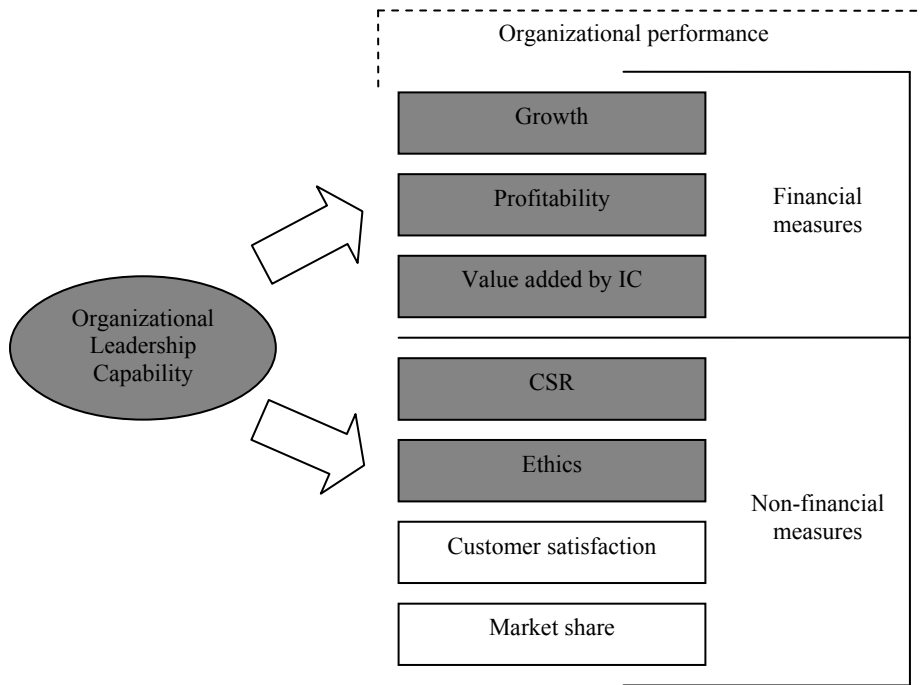 Organizational performance
Growth
Profitability
Value added by IC
Financial
measures
Organizational
Leadership
Capability
CSR
Ethics
Customer satisfaction
Market share
Non-financial
measures